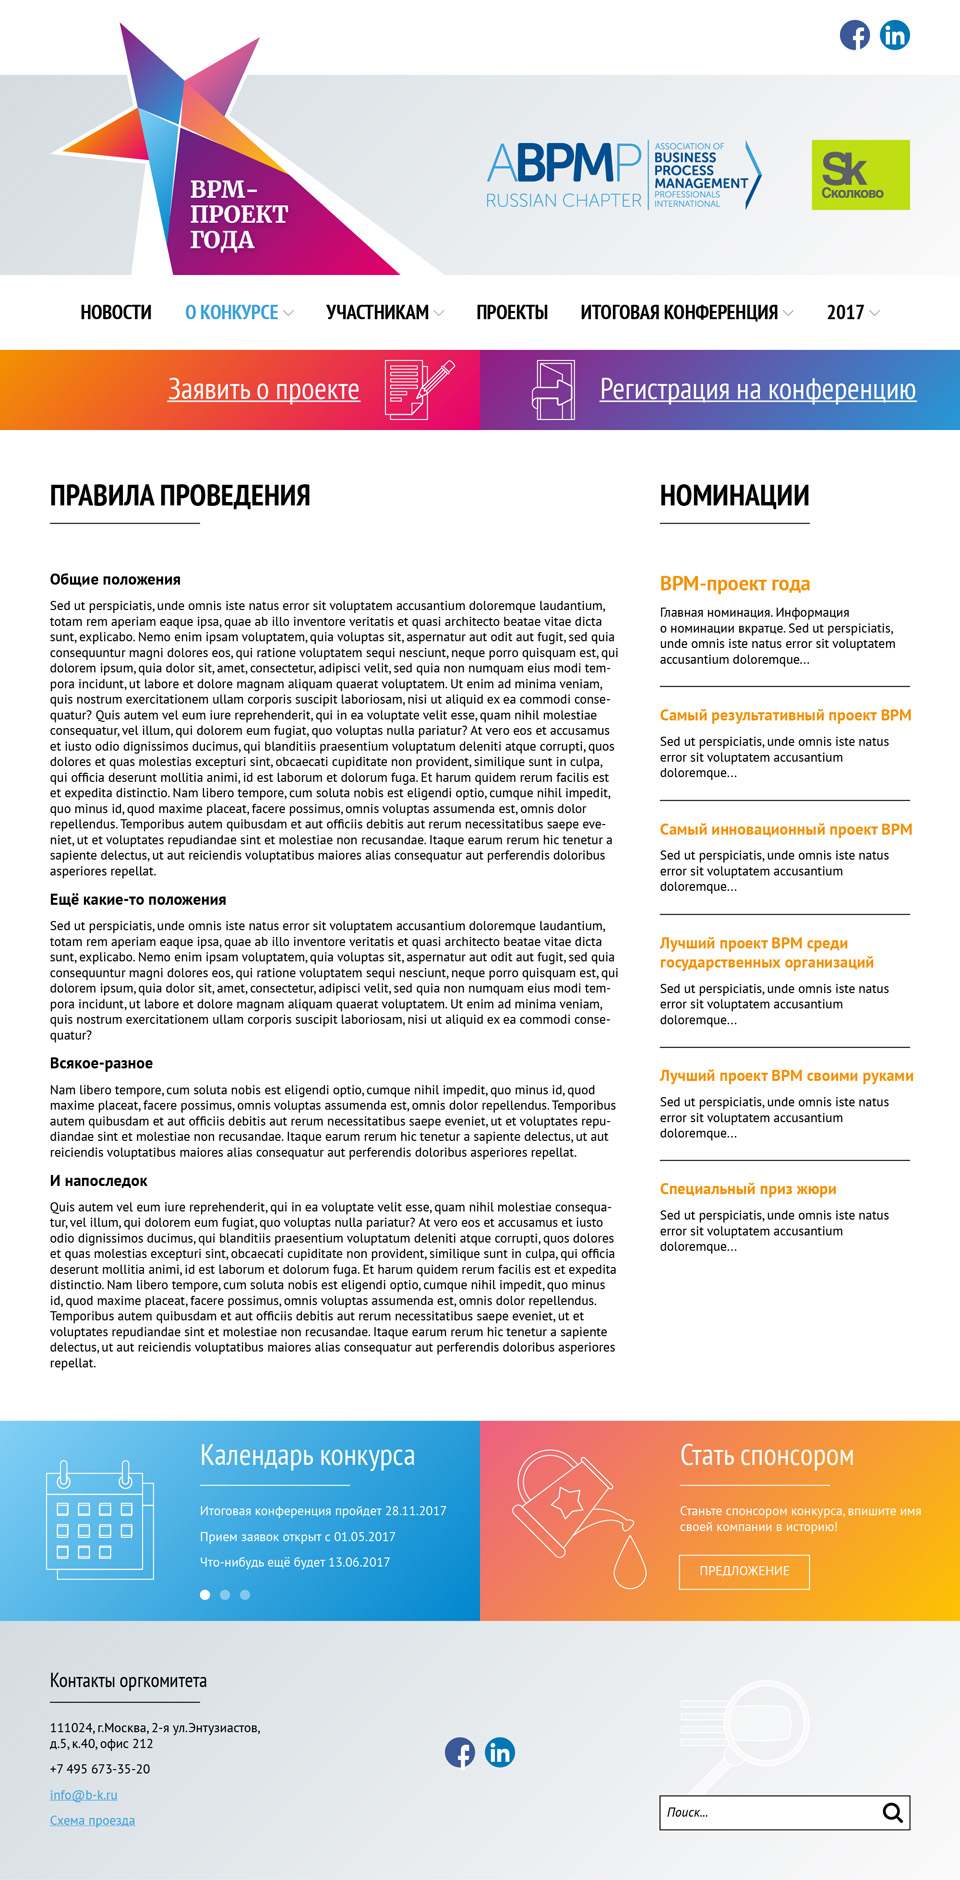 BPM–
ПРОЕКТ
ГОДА
ABPMP
RUSSIAN CHAPTER
ASSOCIATION OF
BUSINESS
PROCESS
MANAGEMENT
PROFESSIONALS
INTERNATIONAL
Sk
Сколково
НОВОСТИ О КОНКУРСЕ УЧАСТНИКАМ ПРОЕКТЫ ИТОГОВАЯ КОНФЕРЕНЦИЯ 2017
Заявить о проекте
Регистрация на конференцию
ПРАВИЛА ПРОВЕДЕНИЯ
Общие положения
Sed ut perspiciatis, unde omnis iste natus error sit voluptatem accusantium doloremque laudantium,
totam rem aperiam eaque ipsa, quae ab illo inventore veritatis et quasi architecto beatae vitae dicta
sunt, explicabo. Nemo enim ipsam voluptatem, quia voluptas sit, aspernatur aut odit aut fugit, sed quia
consequuntur magni dolores eos, qui ratione voluptatem sequi nesciunt, neque porro quisquam est, qui
dolorem ipsum, quia dolor sit, amet, consectetur, adipisci velit, sed quia non numquam eius modi tem-
pora incidunt, ut labore et dolore magnam aliquam quaerat voluptatem. Ut enim ad minima veniam,
quis nostrum exercitationem ullam corporis suscipit laboriosam, nisi ut aliquid ex ea commodi conse-
quatur? Quis autem vel eum iure reprehenderit, qui in ea voluptate velit esse, quam nihil molestiae
consequatur, vel illum, qui dolorem eum fugiat, quo voluptas nulla pariatur? At vero eos et accusamus
et iusto odio dignissimos ducimus, qui blanditiis praesentium voluptatum deleniti atque corrupti, quos
dolores et quas molestias excepturi sint, obcaecati cupiditate non provident, similique sunt in culpa,
qui officia deserunt mollitia animi, id est laborum et dolorum fuga. Et harum quidem rerum facilis est
et expedita distinctio. Nam libero tempore, cum soluta nobis est eligendi optio, cumque nihil impedit,
quo minus id, quod maxime placeat, facere possimus, omnis voluptas assumenda est, omnis dolor
repellendus. Temporibus autem quibusdam et aut officiis debitis aut rerum necessitatibus saepe eve-
niet, ut et voluptates repudiandae sint et molestiae non recusandae. Itaque earum rerum hic tenetur a
sapiente delectus, ut aut reiciendis voluptatibus maiores alias consequatur aut perferendis doloribus
asperiores repellat.
Ещё какие-то положения
Sed ut perspiciatis, unde omnis iste natus error sit voluptatem accusantium doloremque laudantium,
totam rem aperiam eaque ipsa, quae ab illo inventore veritatis et quasi architecto beatae vitae dicta
sunt, explicabo. Nemo enim ipsam voluptatem, quia voluptas sit, aspernatur aut odit aut fugit, sed quia
consequuntur magni dolores eos, qui ratione voluptatem sequi nesciunt, neque porro quisquam est, qui
dolorem ipsum, quia dolor sit, amet, consectetur, adipisci velit, sed quia non numquam eius modi tem-
pora incidunt, ut labore et dolore magnam aliquam quaerat voluptatem. Ut enim ad minima veniam,
quis nostrum exercitationem ullam corporis suscipit laboriosam, nisi ut aliquid ex ea commodi conse-
quatur?
Всякое-разное
Nam libero tempore, cum soluta nobis est eligendi optio, cumque nihil impedit, quo minus id, quod
maxime placeat, facere possimus, omnis voluptas assumenda est, omnis dolor repellendus. Temporibus
autem quibusdam et aut officiis debitis aut rerum necessitatibus saepe eveniet, ut et voluptates repu-
diandae sint et molestiae non recusandae. Itaque earum rerum hic tenetur a sapiente delectus, ut aut
reiciendis voluptatibus maiores alias consequatur aut perferendis doloribus asperiores repellat.
И напоследок
Quis autem vel eum iure reprehenderit, qui in ea voluptate velit esse, quam nihil molestiae consequa-
tur, vel illum, qui dolorem eum fugiat, quo voluptas nulla pariatur? At vero eos et accusamus et iusto
odio dignissimos ducimus, qui blanditiis praesentium voluptatum deleniti atque corrupti, quos dolores
et quas molestias excepturi sint, obcaecati cupiditate non provident, similique sunt in culpa, qui officia
deserunt mollitia animi, id est laborum et dolorum fuga. Et harum quidem rerum facilis est et expedita
distinctio. Nam libero tempore, cum soluta nobis est eligendi optio, cumque nihil impedit, quo minus
id, quod maxime placeat, facere possimus, omnis voluptas assumenda est, omnis dolor repellendus.
Temporibus autem quibusdam et aut officiis debitis aut rerum necessitatibus saepe eveniet, ut et
voluptates repudiandae sint et molestiae non recusandae. Itaque earum rerum hic tenetur a sapiente
delectus, ut aut reiciendis voluptatibus maiores alias consequatur aut perferendis doloribus asperiores
repellat.
НОМИНАЦИИ
BPM-проект года
Главная номинация. Информация
о номинации вкратце. Sed ut perspiciatis,
unde omnis iste natus error sit voluptatem
accusantium doloremque...
Самый результативный проект BPM
Sed ut perspiciatis, unde omnis iste natus
error sit voluptatem accusantium
doloremque...
Самый инновационный проект BPM
Sed ut perspiciatis, unde omnis iste natus
error sit voluptatem accusantium
doloremque...
Лучший проект BPM среди
государственных организаций
Sed ut perspiciatis, unde omnis iste natus
error sit voluptatem accusantium
doloremque...
Лучший проект BPM своими руками
Sed ut perspiciatis, unde omnis iste natus
error sit voluptatem accusantium
doloremque...
Специальный приз жюри
Sed ut perspiciatis, unde omnis iste natus
error sit voluptatem accusantium
doloremque...
Календарь конкурса
Итоговая конференция пройдет 28.11.2017
Прием заявок открыт с 01.05.2017
Что-нибудь ещё будет 13.06.2017
Стать спонсором
Станьте спонсором конкурса, впишите имя
своей компании в историю!
ПРЕДЛОЖЕНИЕ
Контакты оргкомитета
111024, г.Москва, 2-я ул.Энтузиастов,
д.5, к.40, офис 212
+7 495 673-35-20
info@b-k.ru
Схема проезда
Поиск...